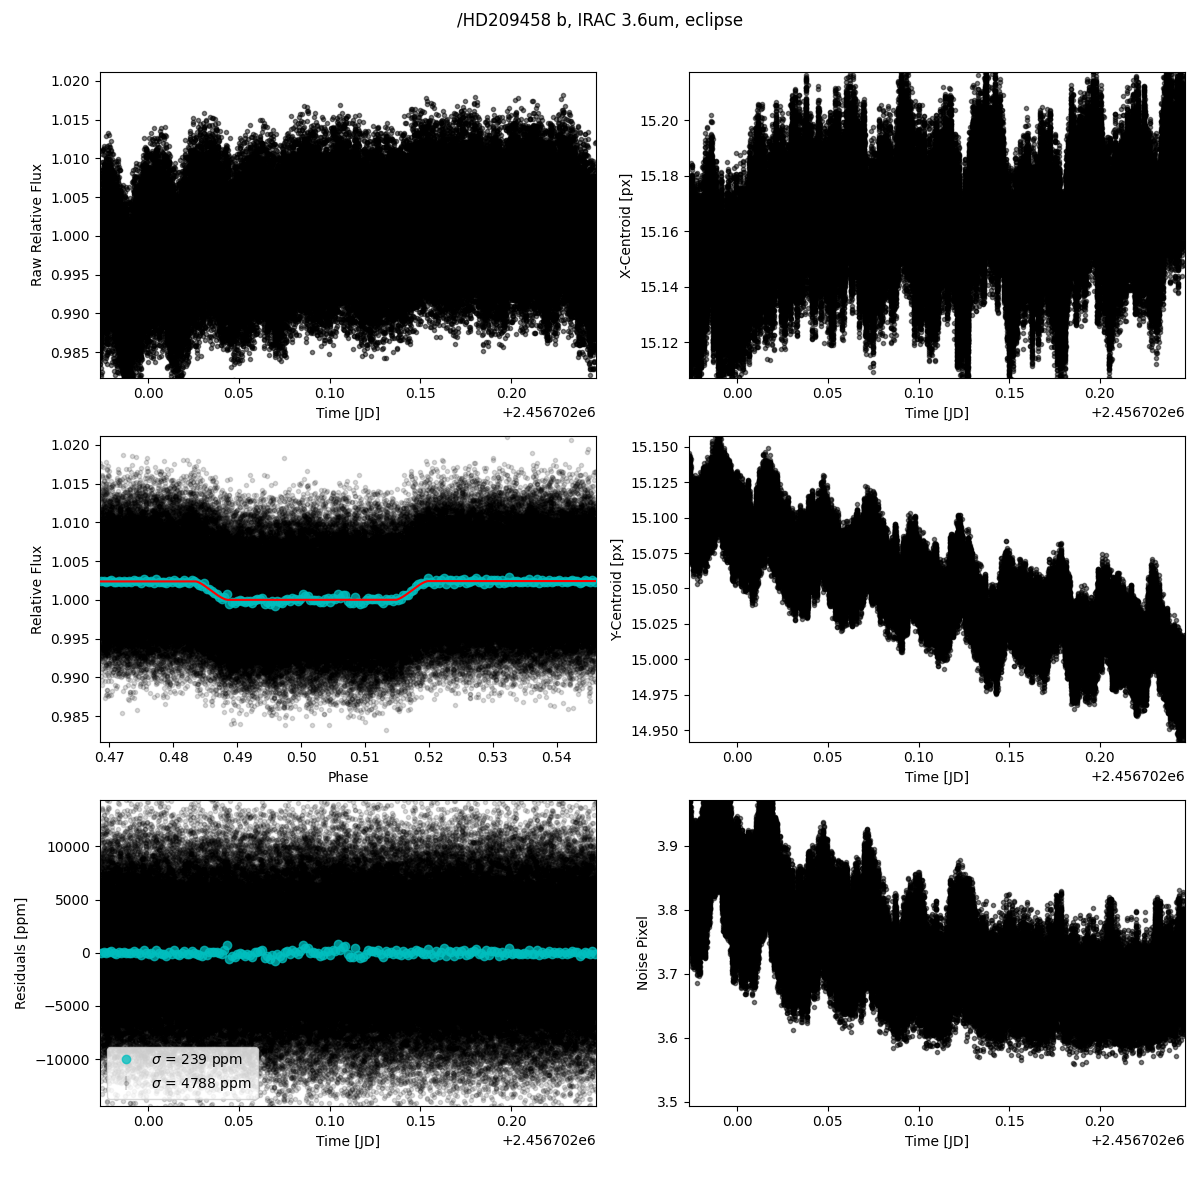 /HD209458 b, IRAC 3.6um, eclipse
1.020
1.015
1.010
1.005
1.000
0.995
0.990
0.985
Raw Relative Flux
0.00 0.05 0.10 0.15 0.20
Time [JD]
+2.456702e6
15.20
15.18
15.16
15.14
15.12
X-Centroid [px]
0.00 0.05 0.10 0.15 0.20
Time [JD]
+2.456702e6
1.020
1.015
1.010
1.005
1.000
0.995
0.990
0.985
Relative Flux
0.47 0.48 0.49 0.50 0.51 0.52 0.53 0.54
Phase
15.150
15.125
15.100
15.075
15.050
15.025
15.000
14.975
14.950
Y-Centroid [px]
0.00 0.05 0.10 0.15 0.20
Time [JD]
+2.456702e6
10000
5000
0
−5000
−10000
Residuals [ppm]
σ = 239 ppm
σ = 4788 ppm
0.00 0.05 0.10 0.15 0.20
Time [JD]
+2.456702e6
3.9
3.8
3.7
3.6
3.5
Noise Pixel
0.00 0.05 0.10 0.15 0.20
Time [JD]
+2.456702e6